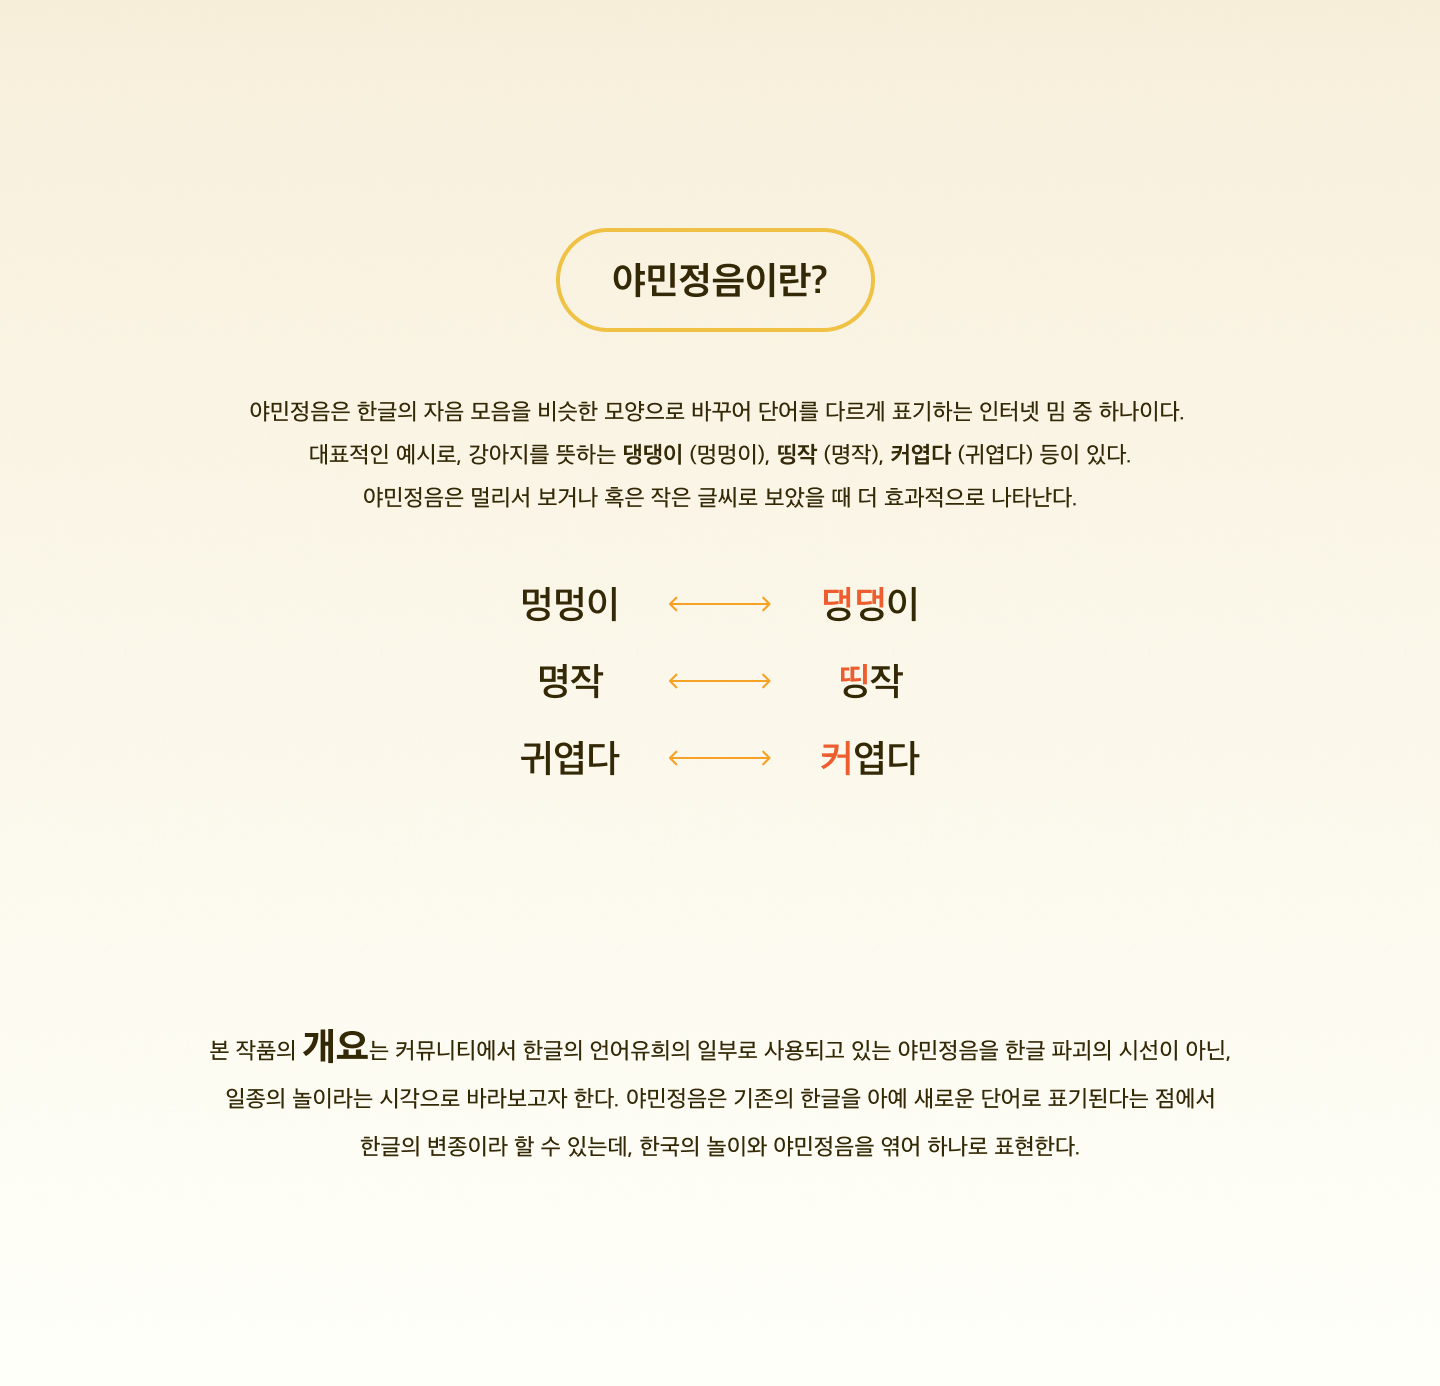 야민정음이란?
야민정음은 한글의 자음 모음을 비슷한 모양으로 바꾸어 단어를 다르게 표기하는 인터넷 밈 중 하나이다.
대표적인 예시로, 강아지를 뜻하는 댕댕이 (멍멍이), 띵작 (명작), 커엽다 (귀엽다) 등이 있다.
야민정음은 멀리서 보거나 혹은 작은 글씨로 보았을 때 더 효과적으로 나타난다.
멍멍이 댕댕이
명작 띵작
귀엽다 커엽다
본 작품의 개요는 커뮤니티에서 한글의 언어유희의 일부로 사용되고 있는 야민정음을 한글 파괴의 시선이 아닌,
일종의 놀이라는 시각으로 바라보고자 한다. 야민정음은 기존의 한글을 아예 새로운 단어로 표기된다는 점에서
한글의 변종이라 할 수 있는데, 한국의 놀이와 야민정음을 엮어 하나로 표현한다.